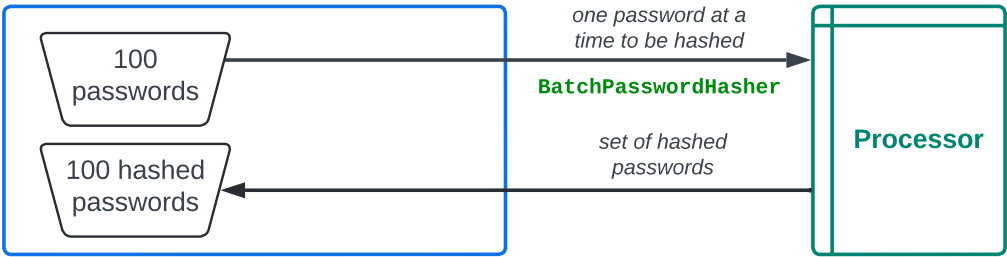 100
passwords
one password at a
time to be hashed
BatchPasswordHasher
100 hashed
passwords
set of hashed
passwords
Processor